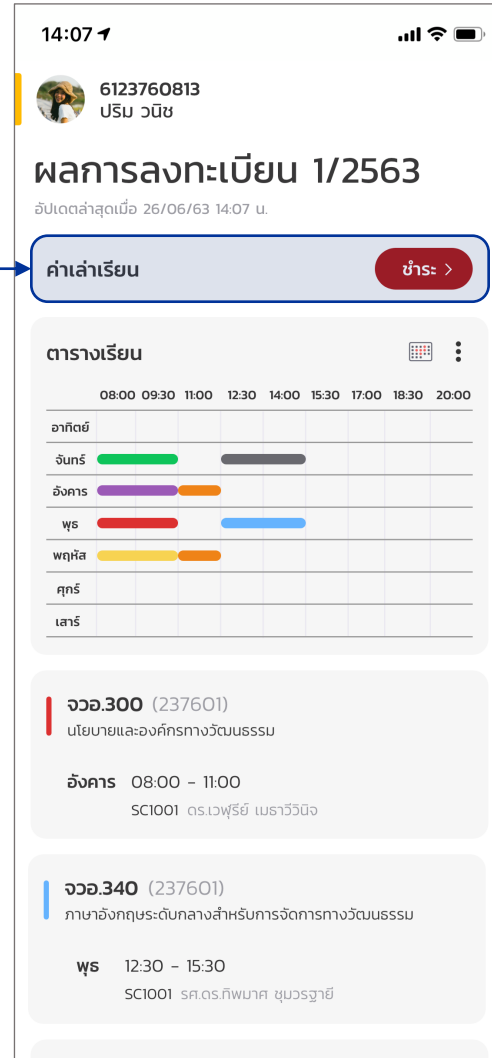 14:07
6123760813
ปริม วนิช
ผลการลงทะเบียน 1/2563
อัปเดตล่าสุดเมื่อ 26/06/63 14:07 น.
ค่าเล่าเรียน ชำระ >
ตารางเรียน
08:00 09:30 11:00 12:30 14:00 15:30 17:00 18:30 20:00
อาทิตย์
จันทร์
อังคาร
พุธ
พฤหัส
ศุกร์
เสาร์
จวอ.300 (237601)
นโยบายและองค์กรทางวัฒนธรรม
อังคาร 08:00 - 11:00
SC1001 ดร.เวฬุรีย์ เมธาวีวินิจ
จวอ.340 (237601)
ภาษาอังกฤษระดับกลางสำหรับการจัดการทางวัฒนธรรม
พุธ 12:30 - 15:30
SC1001 รศ.ดร.ทิพมาศ ชุมวรฐายี